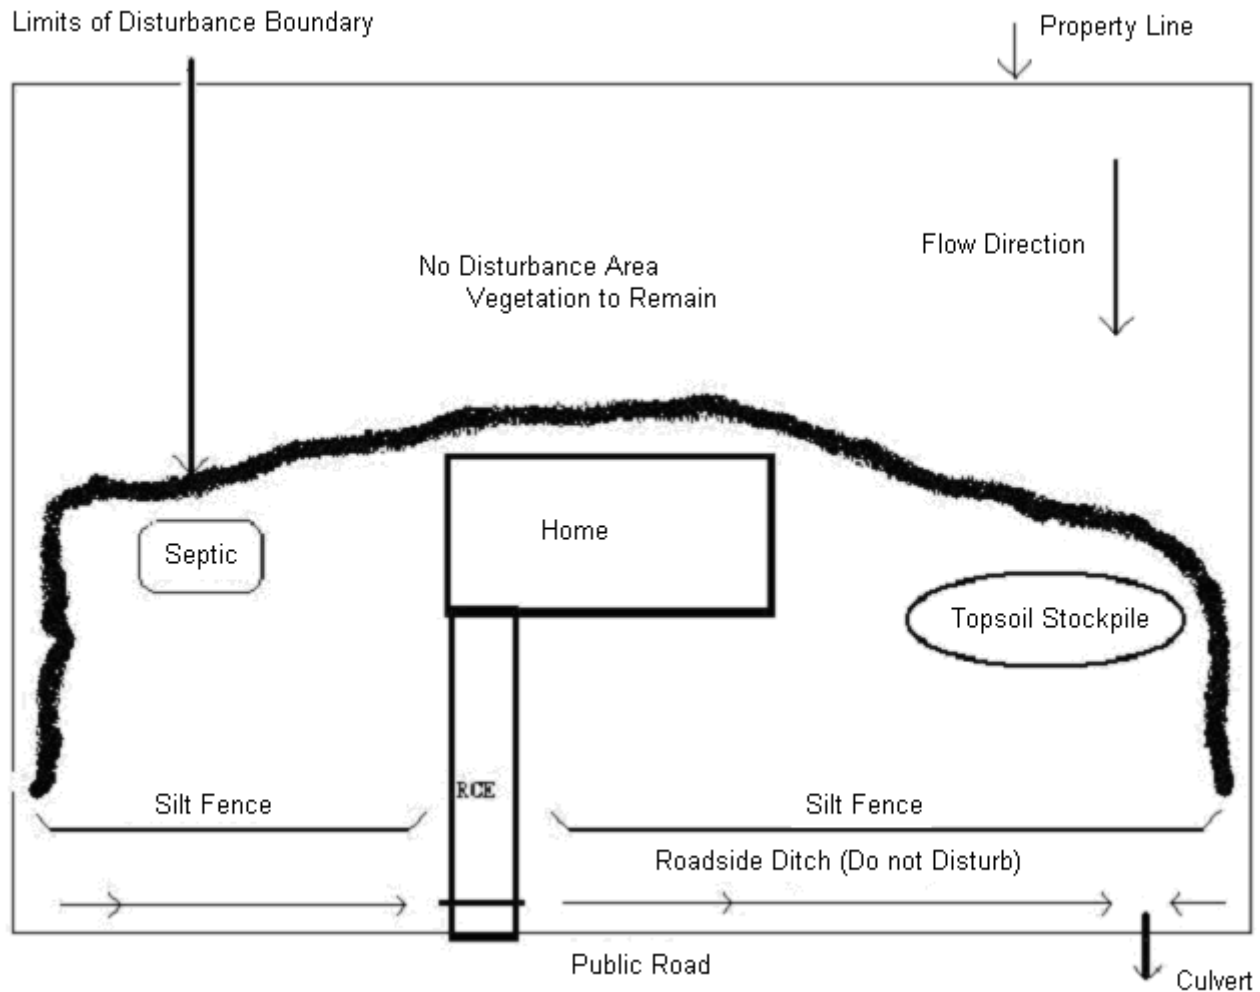 Limits of Disturbance Boundary
Property Line
Flow Direction
No Disturbance Area
Vegetation to Remain
Home
Septic
Topsoil Stockpile
RCE
Silt Fence
Silt Fence
Roadside Ditch (Do not Disturb)
Public Road
Culvert